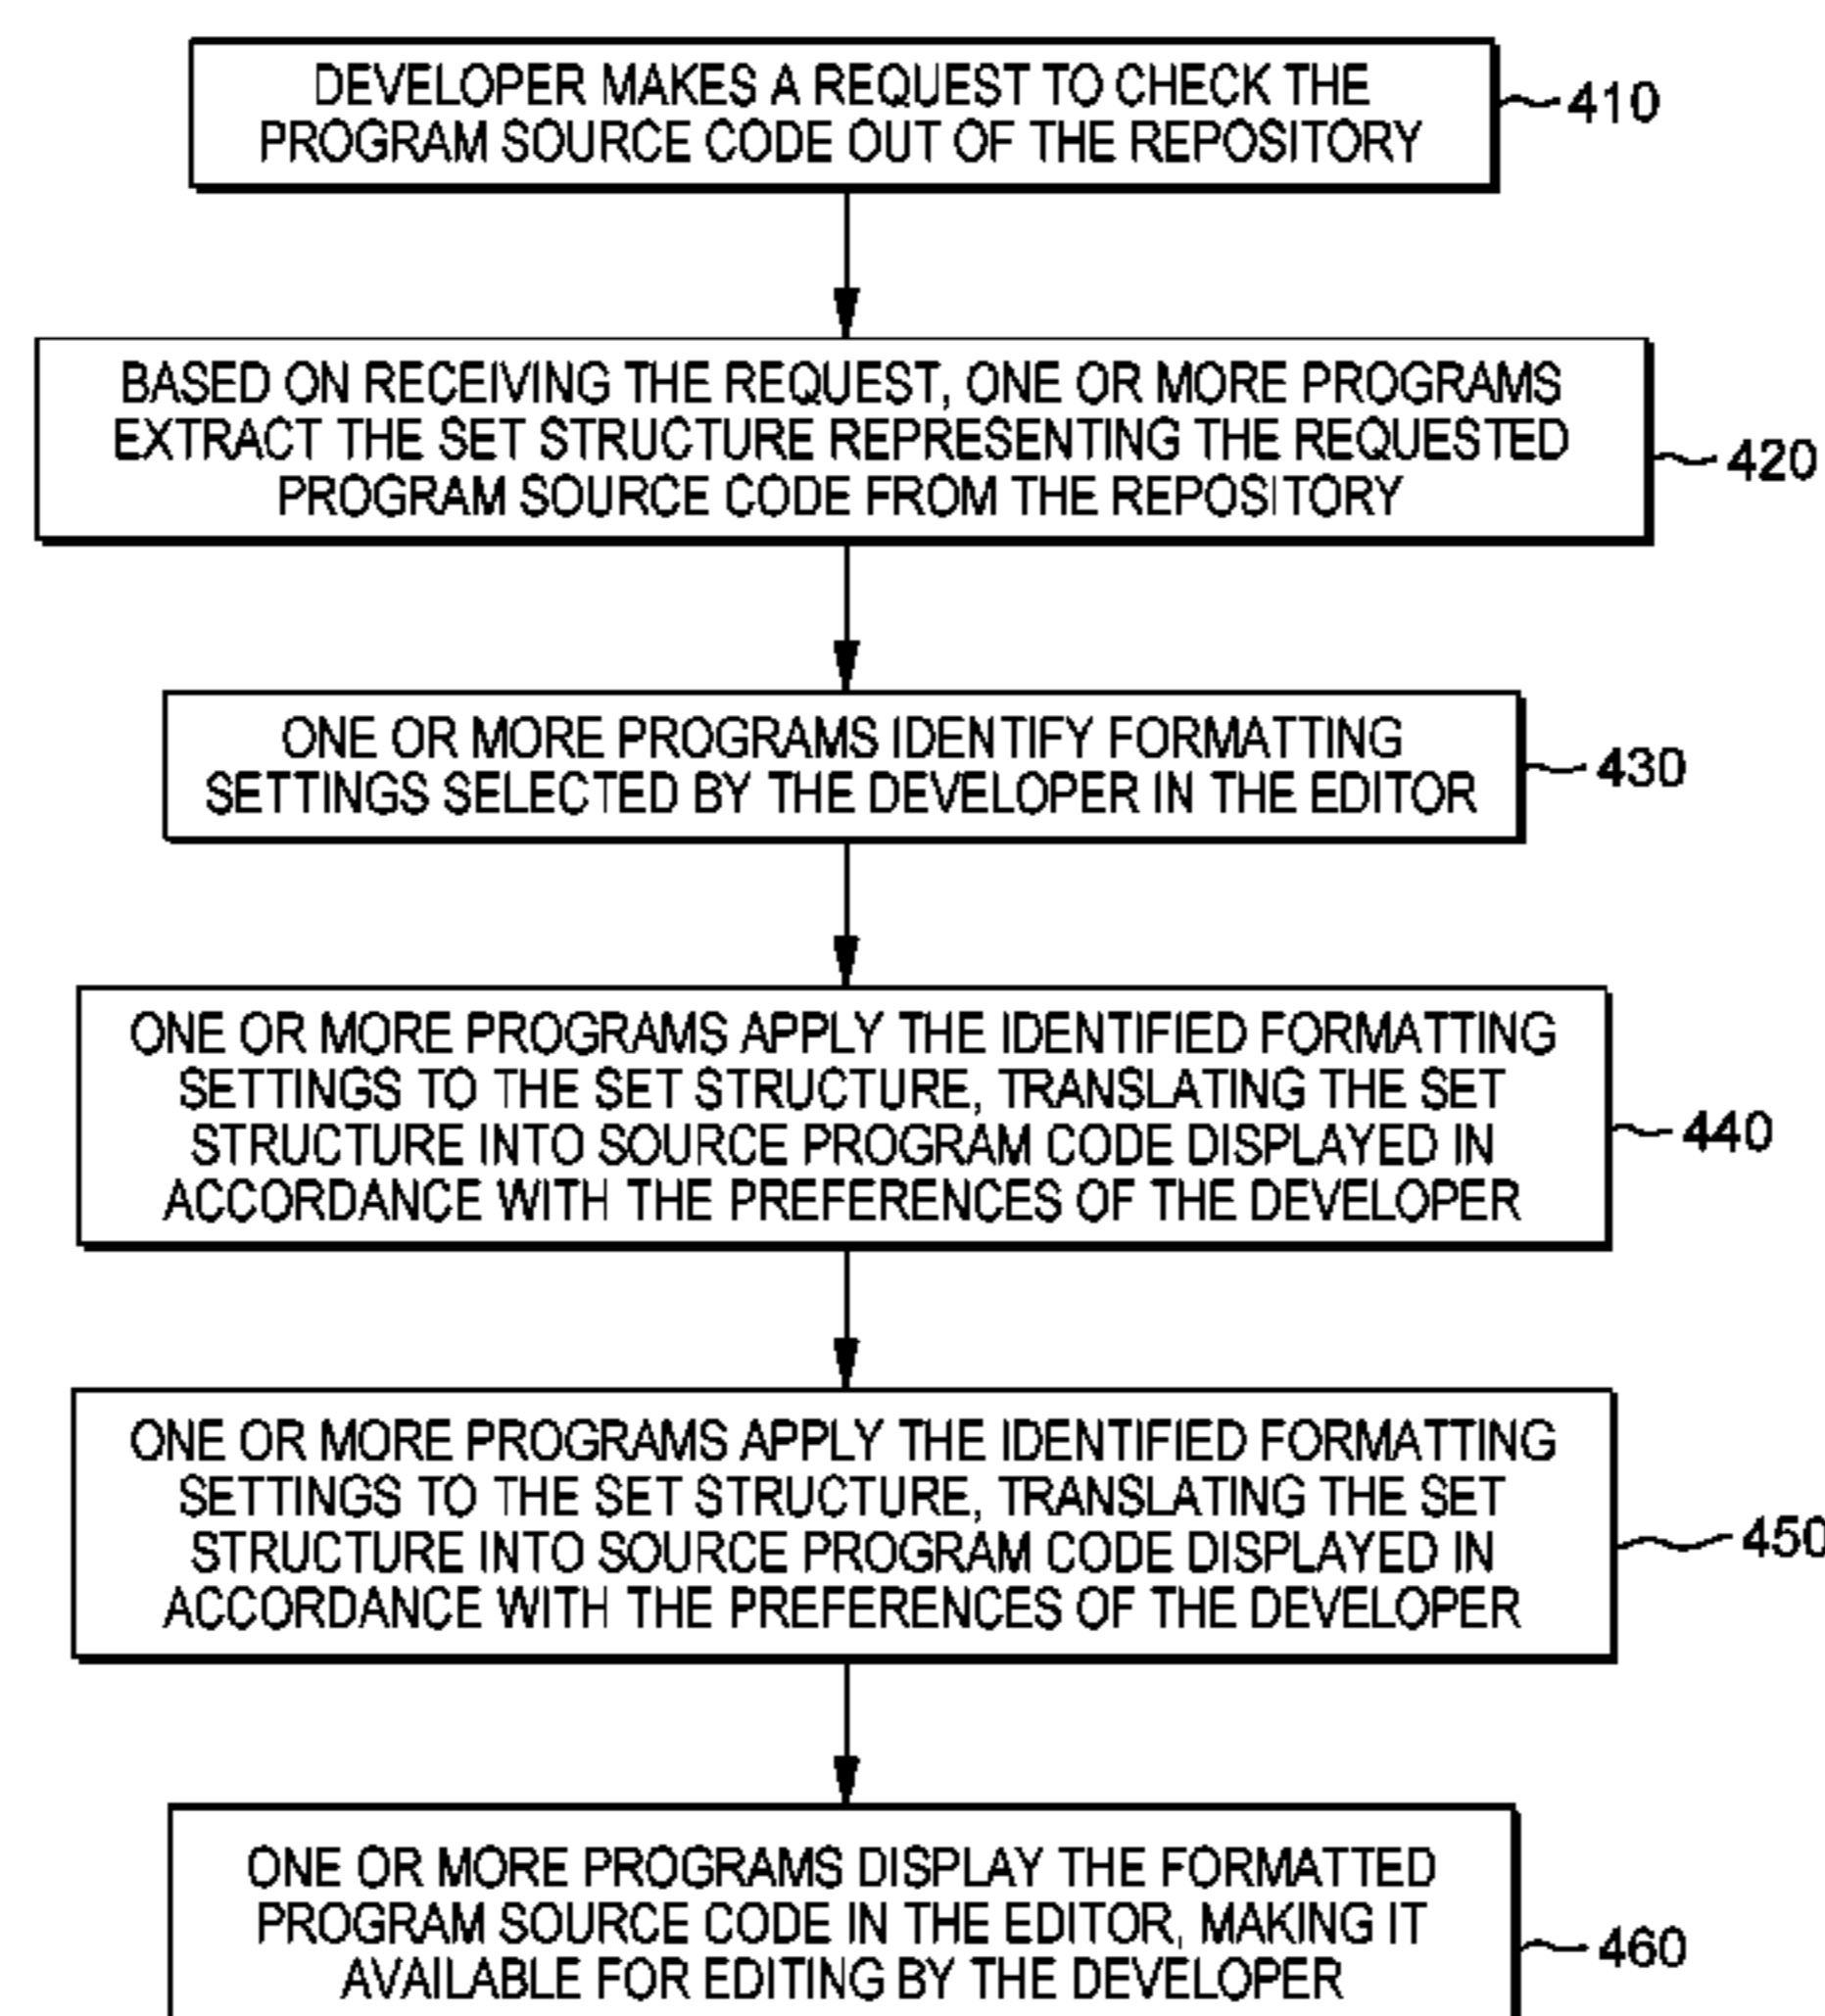 DEVELOPER MAKES A REQUEST TO CHECK THE
PROGRAM SOURCE CODE OUT OF THE REPOSITORY
410
BASED ON RECEIVING THE REQUEST, ONE OR MORE PROGRAMS
EXTRACT THE SET STRUCTURE REPRESENTING THE REQUESTED
PROGRAM SOURCE CODE FROM THE REPOSITORY
420
ONE OR MORE PROGRAMS IDENTIFY FORMATTING
SETTINGS SELECTED BY THE DEVELOPER IN THE EDITOR
430
ONE OR MORE PROGRAMS APPLY THE IDENTIFIED FORMATTING
SETTINGS TO THE SET STRUCTURE, TRANSLATING THE SET
STRUCTURE INTO SOURCE PROGRAM CODE DISPLAYED IN
ACCORDANCE WITH THE PREFERENCES OF THE DEVELOPER
440
ONE OR MORE PROGRAMS APPLY THE IDENTIFIED FORMATTING
SETTINGS TO THE SET STRUCTURE, TRANSLATING THE SET
STRUCTURE INTO SOURCE PROGRAM CODE DISPLAYED IN
ACCORDANCE WITH THE PREFERENCES OF THE DEVELOPER
450
ONE OR MORE PROGRAMS DISPLAY THE FORMATTED
PROGRAM SOURCE CODE IN THE EDITOR, MAKING IT
AVAILABLE FOR EDITING BY THE DEVELOPER
460